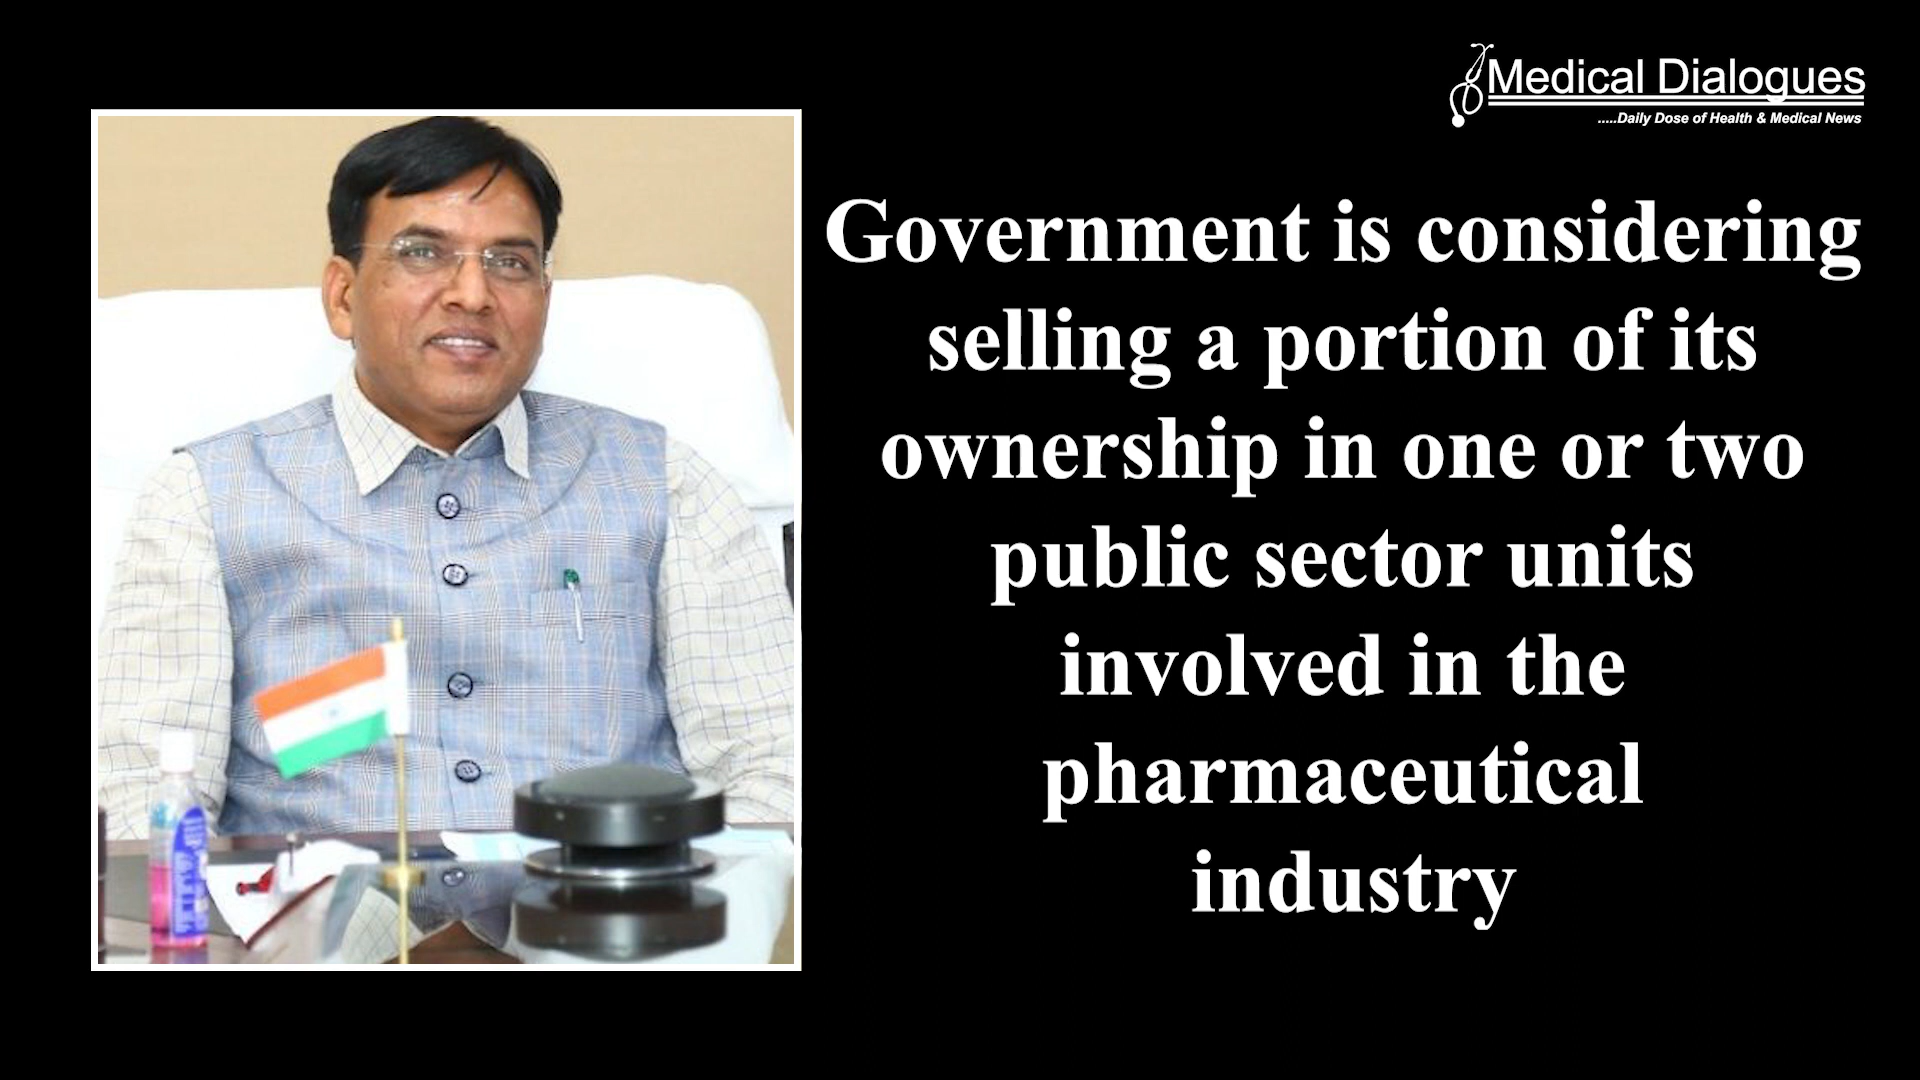 Medical Dialogues
.....Daily Dose of Health & Medical News
Government is considering
selling a portion of its
ownership in one or two
public sector units
involved in the
pharmaceutical
industry